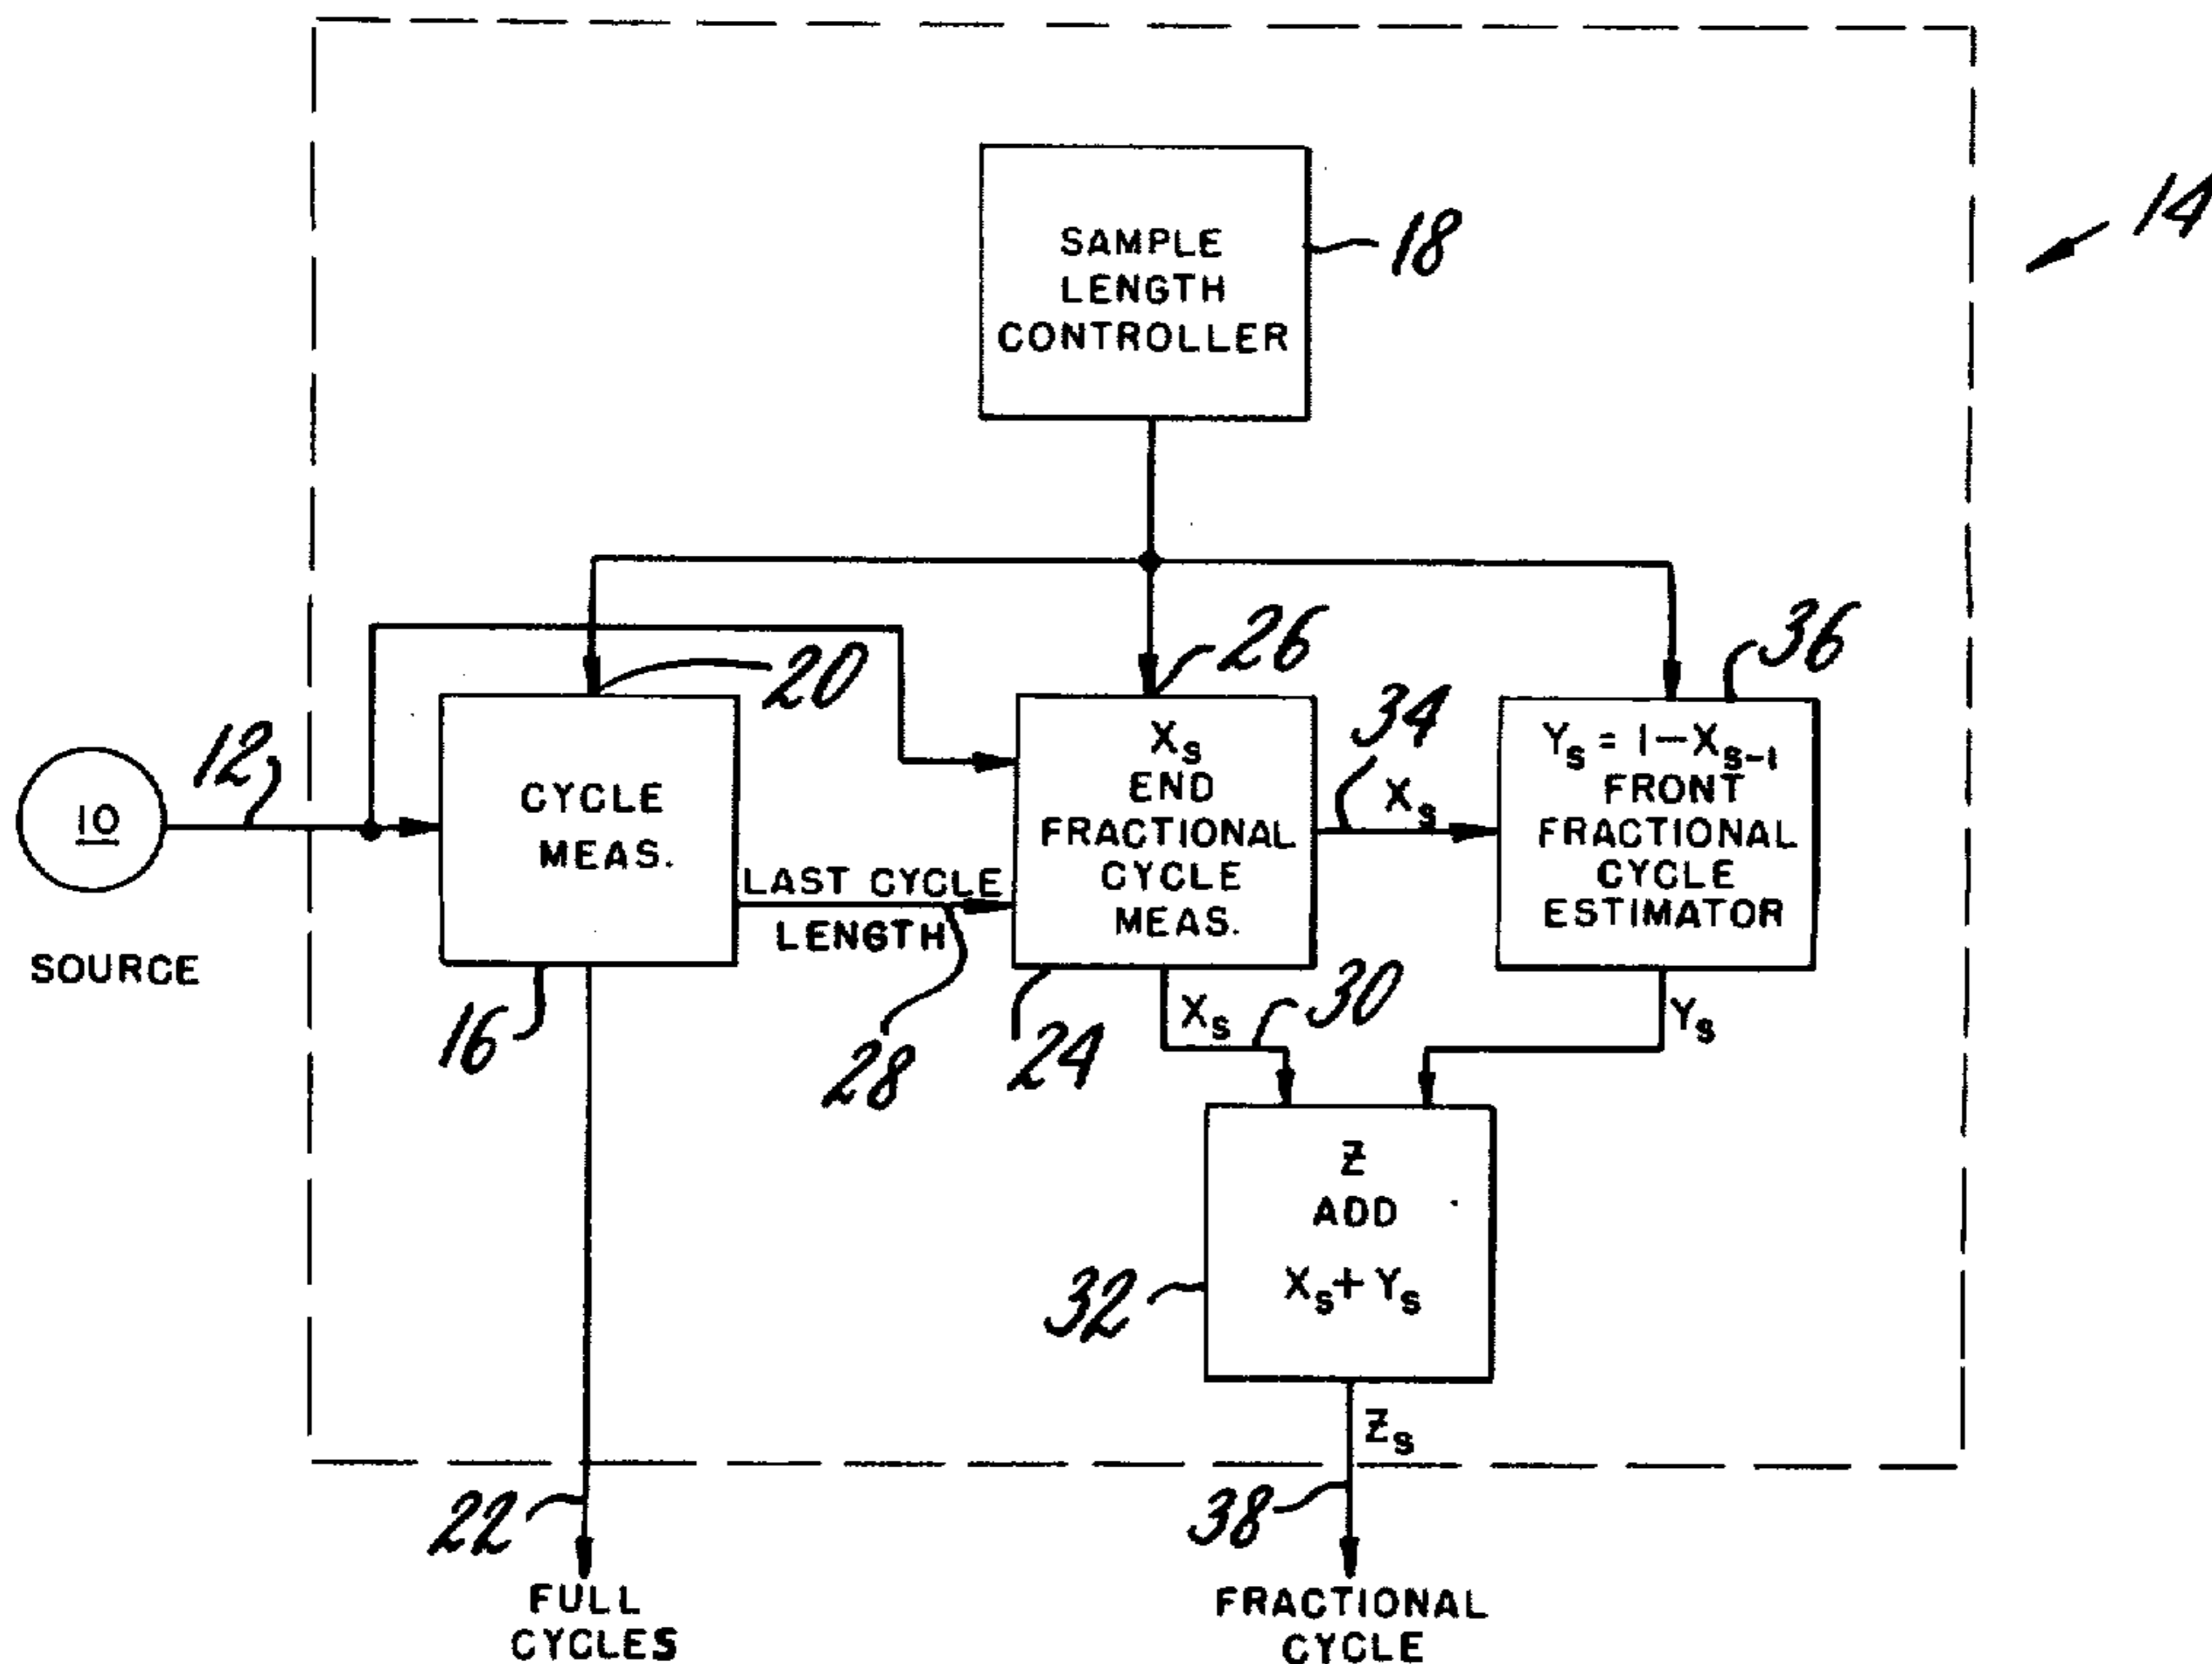 14
SAMPLE
LENGTH
CONTROLLER
18
20
26
36
34
12
10
SOURCE
CYCLE
MEAS.
16
LAST CYCLE
LENGTH
28
Xs
END
FRACTIONAL
CYCLE
MEAS.
24
Xs
Ys = 1-Xs-1
FRONT
FRACTIONAL
CYCLE
ESTIMATOR
Xs
30
Ys
Z
ADD
Xs + Ys
32
Zs
22
38
FULL
CYCLES
FRACTIONAL
CYCLE